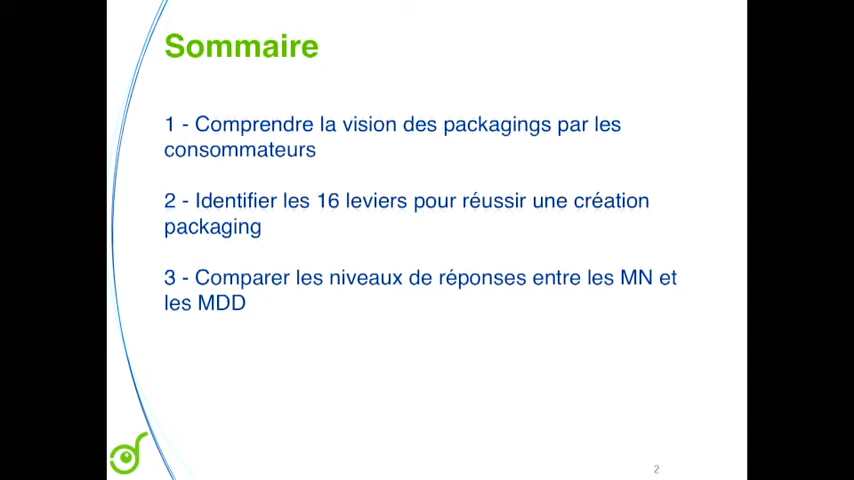 Sommaire
1 - Comprendre la vision des packagings par les
consommateurs
2 - Identifier les 16 leviers pour réussir une création
packaging
3 - Comparer les niveaux de réponses entre les MN et
les MDD
2